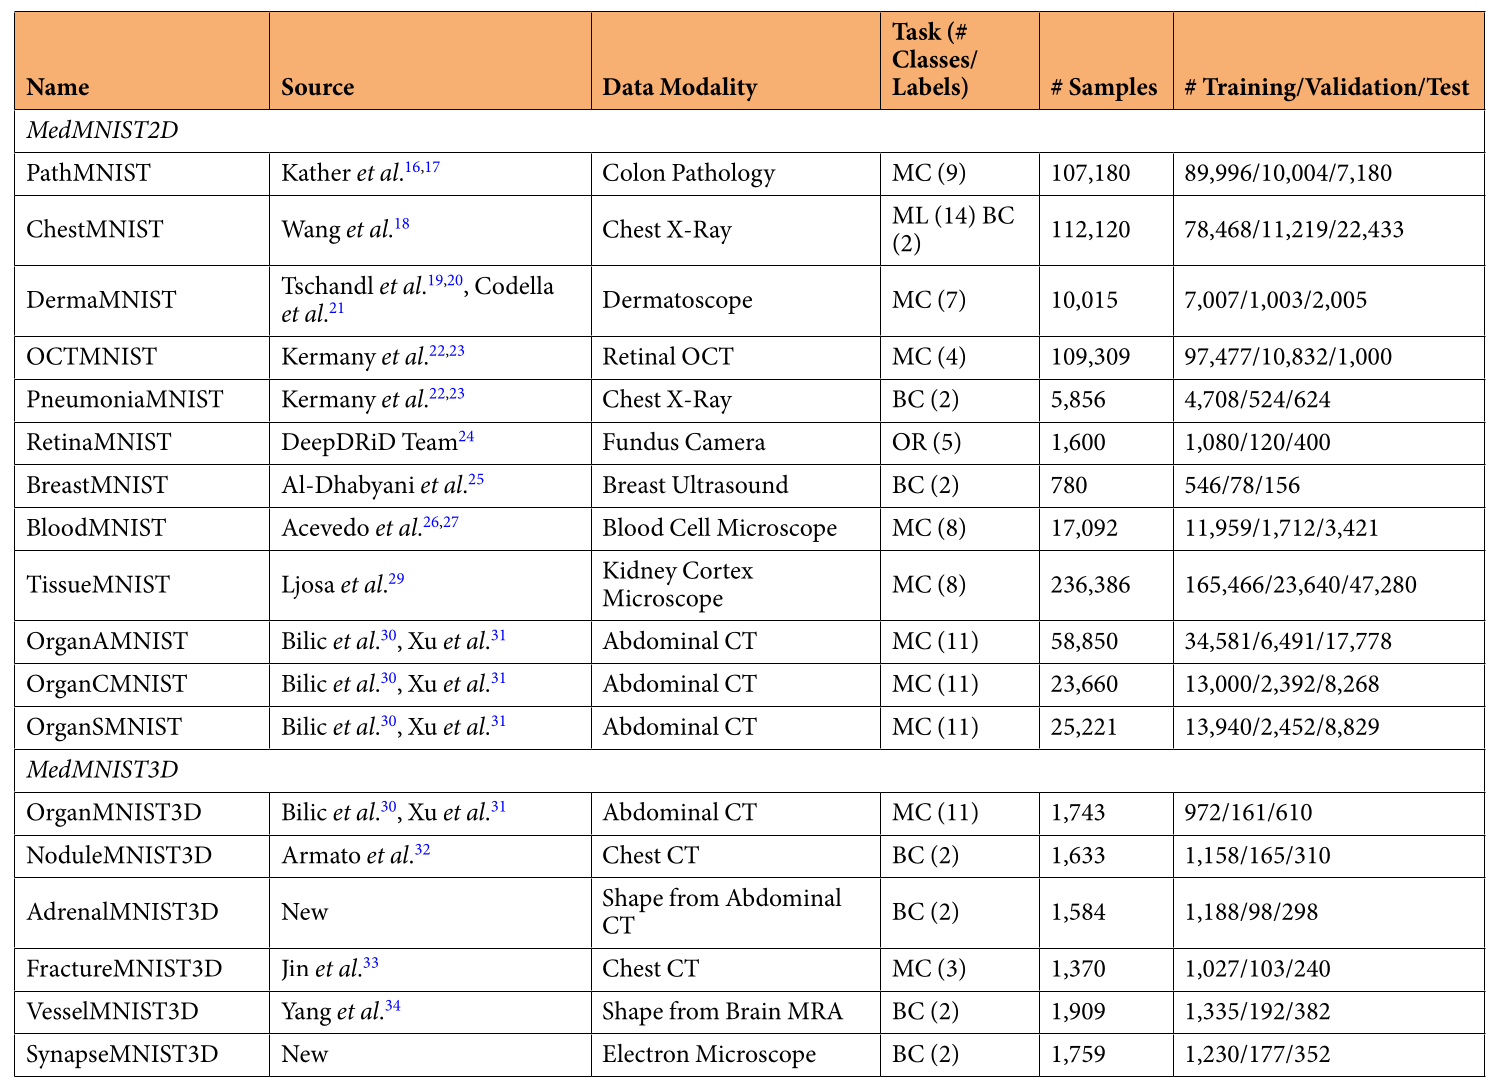 Name Source Data Modality Task (# Classes/ Labels) # Samples # Training/Validation/Test
MedMNIST2D
PathMNIST Kather et al.16,17 Colon Pathology MC (9) 107,180 89,996/10,004/7,180
ChestMNIST Wang et al.18 Chest X-Ray ML (14) BC (2) 112,120 78,468/11,219/22,433
DermaMNIST Tschandl et al.19,20, Codella et al.21 Dermatoscope MC (7) 10,015 7,007/1,003/2,005
OCTMNIST Kermany et al.22,23 Retinal OCT MC (4) 109,309 97,477/10,832/1,000
PneumoniaMNIST Kermany et al.22,23 Chest X-Ray BC (2) 5,856 4,708/524/624
RetinaMNIST DeepDRiD Team24 Fundus Camera OR (5) 1,600 1,080/120/400
BreastMNIST Al-Dhabyani et al.25 Breast Ultrasound BC (2) 780 546/78/156
BloodMNIST Acevedo et al.26,27 Blood Cell Microscope MC (8) 17,092 11,959/1,712/3,421
TissueMNIST Ljosa et al.29 Kidney Cortex Microscope MC (8) 236,386 165,466/23,640/47,280
OrganAMNIST Bilic et al.30, Xu et al.31 Abdominal CT MC (11) 58,850 34,581/6,491/17,778
OrganCMNIST Bilic et al.30, Xu et al.31 Abdominal CT MC (11) 23,660 13,000/2,392/8,268
OrganSMNIST Bilic et al.30, Xu et al.31 Abdominal CT MC (11) 25,221 13,940/2,452/8,829
MedMNIST3D
OrganMNIST3D Bilic et al.30, Xu et al.31 Abdominal CT MC (11) 1,743 972/161/610
NoduleMNIST3D Armato et al.32 Chest CT BC (2) 1,633 1,158/165/310
AdrenalMNIST3D New Shape from Abdominal CT BC (2) 1,584 1,188/98/298
FractureMNIST3D Jin et al.33 Chest CT MC (3) 1,370 1,027/103/240
VesselMNIST3D Yang et al.34 Shape from Brain MRA BC (2) 1,909 1,335/192/382
SynapseMNIST3D New Electron Microscope BC (2) 1,759 1,230/177/352